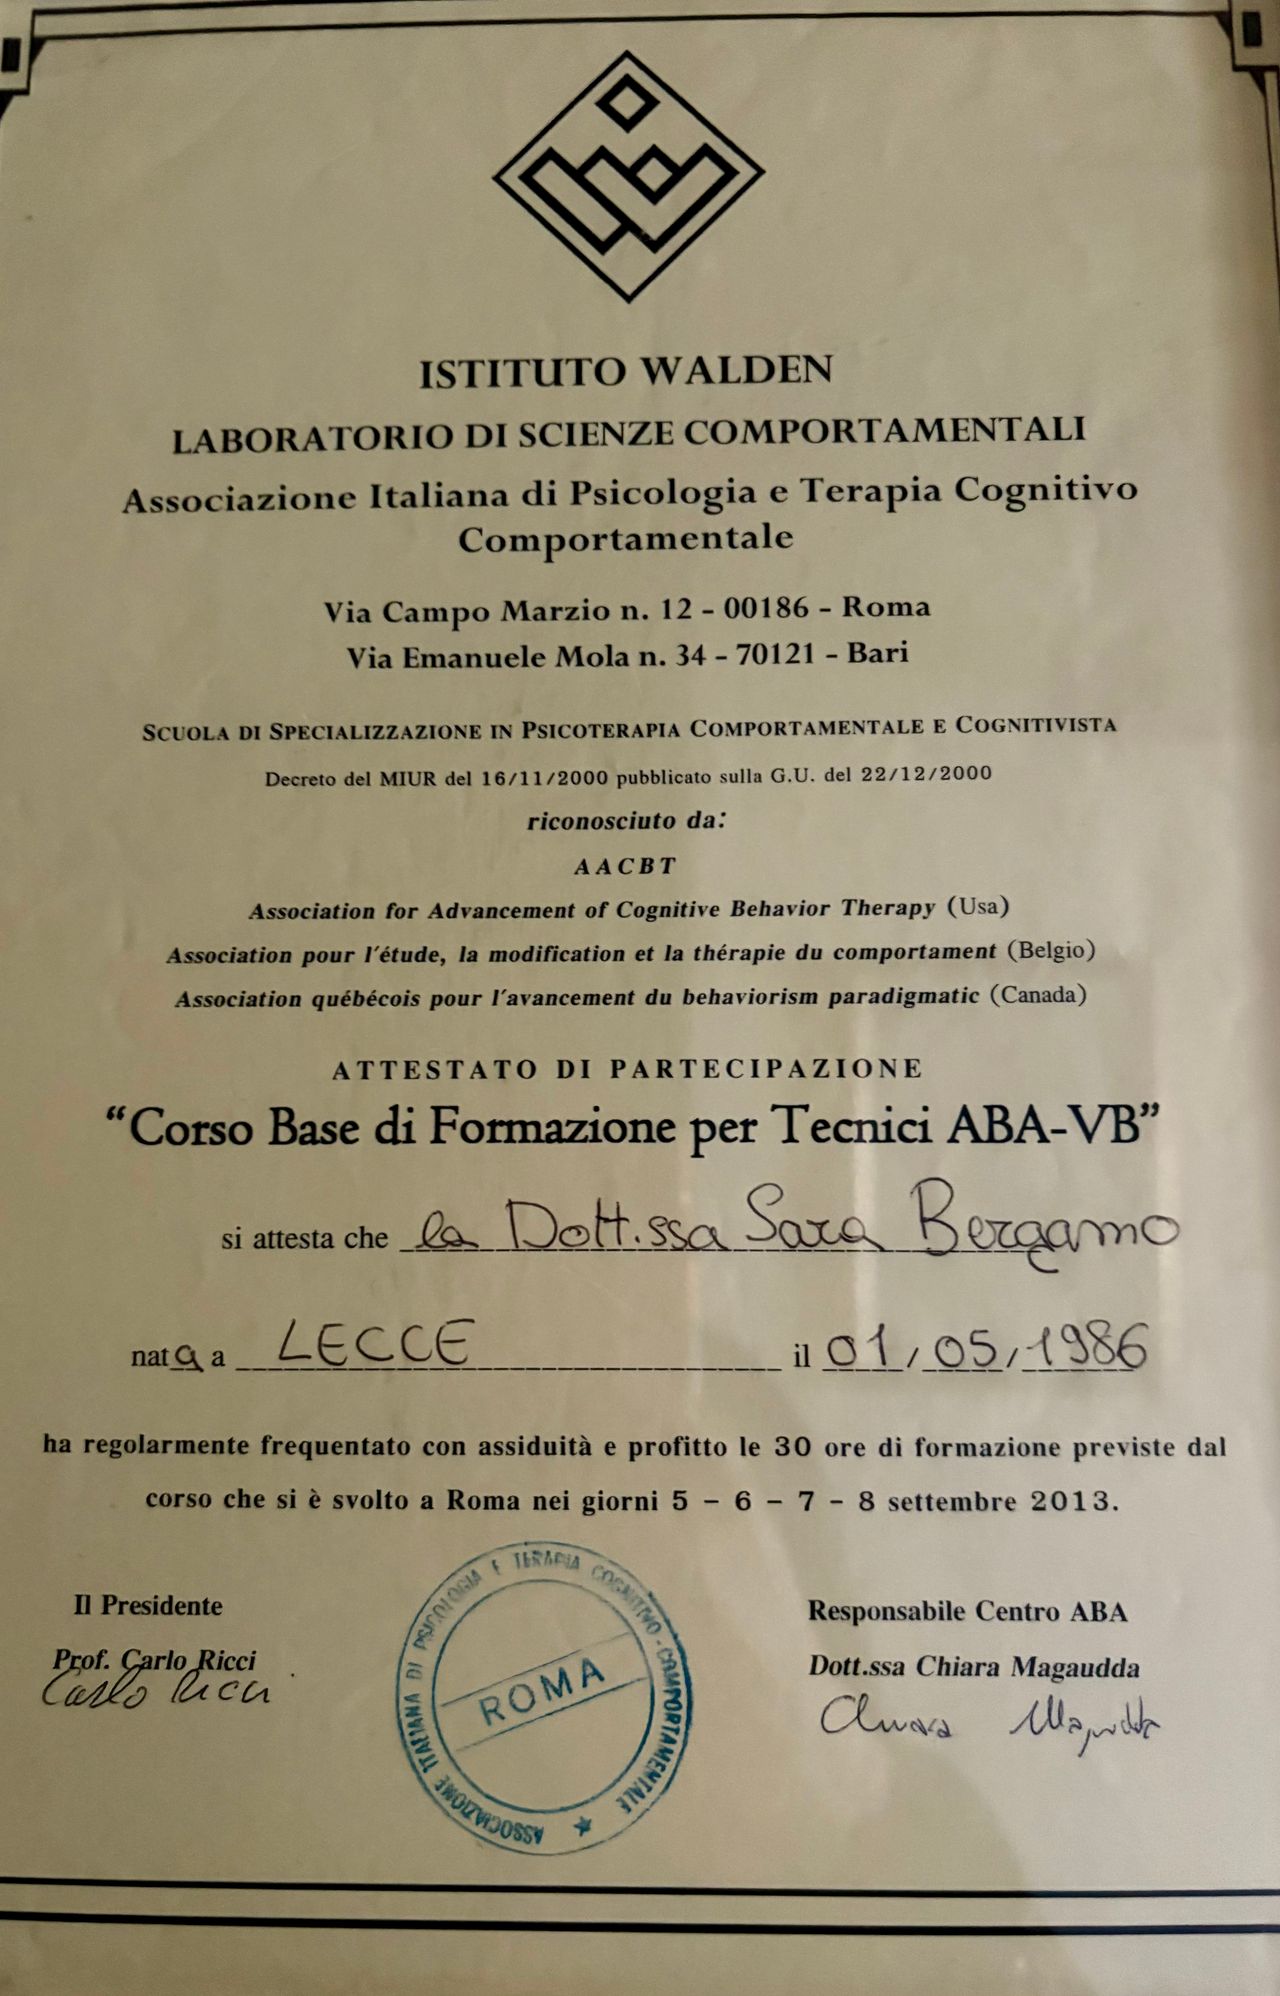 ISTITUTO WALDEN
LABORATORIO DI SCIENZE COMPORTAMENTALI
Associazione Italiana di Psicologia e Terapia Cognitivo
Comportamentale
Via Campo Marzio n. 12 - 00186 - Roma
Via Emanuele Mola n. 34 - 70121 - Bari
SCUOLA DI SPECIALIZZAZIONE IN PSICOTERAPIA COMPORTAMENTALE E COGNITIVISTA
Decreto del MIUR del 16/11/2000 pubblicato sulla G.U. del 22/12/2000
riconosciuto da:
AACBT
Association for Advancement of Cognitive Behavior Therapy (Usa)
Association pour l'étude, la modification et la thérapie du comportament (Belgio)
Association québécois pour l'avancement du behaviorism paradigmatic (Canada)
ATTESTATO DI PARTECIPAZIONE
“Corso Base di Formazione per Tecnici ABA-VB”
si attesta che la Dott.ssa Sara Bergamo
nata a LECCE il 01/05/1986
ha regolarmente frequentato con assiduità e profitto le 30 ore di formazione previste dal
corso che si è svolto a Roma nei giorni 5 – 6 – 7 – 8 settembre 2013.
Il Presidente
Prof. Carlo Ricci
Carlo Ricci
ASSOCIAZIONE ITALIANA DI PSICOLOGIA E TERAPIA COGNITIVO-COMPORTAMENTALE
ROMA
Responsabile Centro ABA
Dott.ssa Chiara Magaudda
Chiara Magaudda